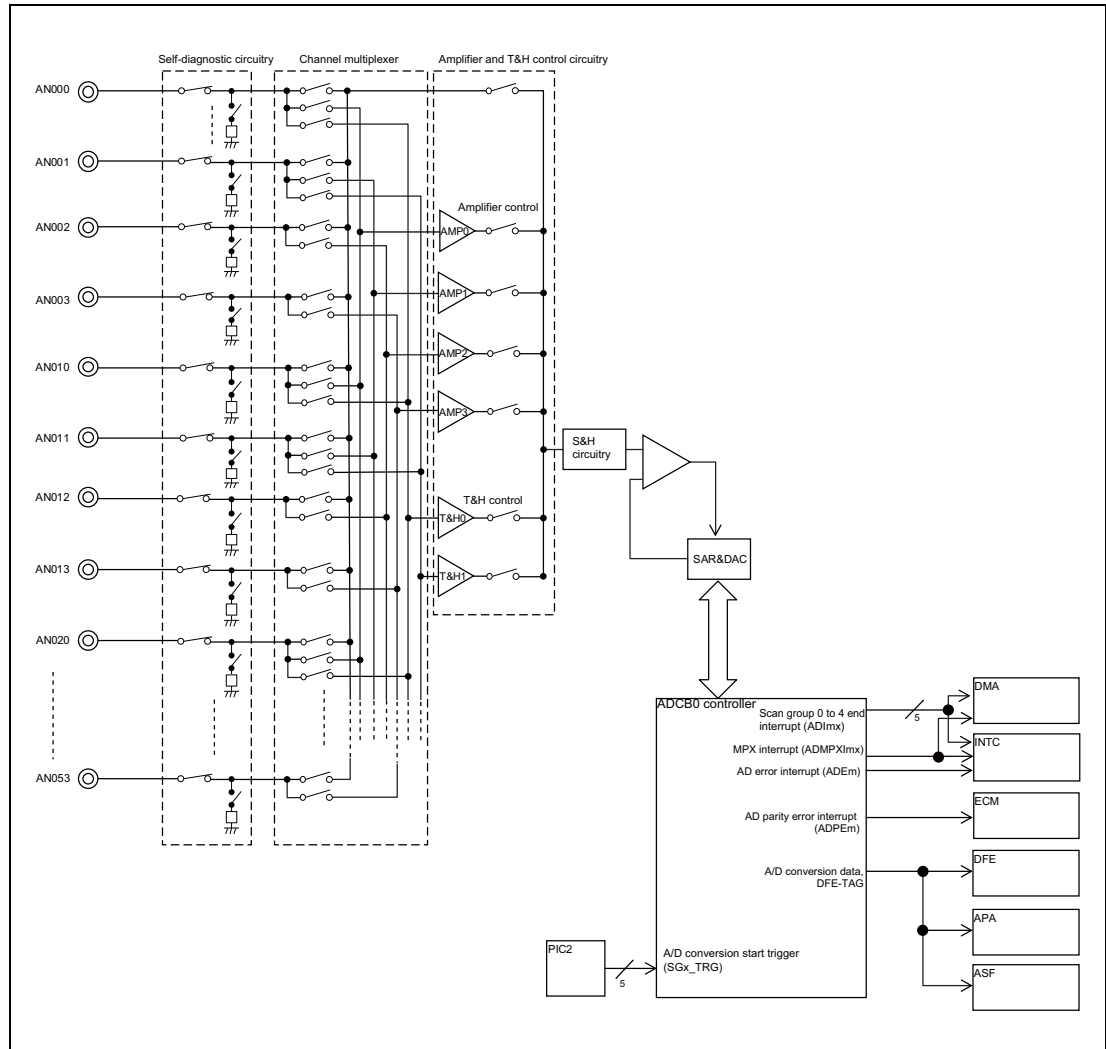 Self-diagnostic circuitry
Channel multiplexer
Amplifier and T&H control circuitry
AN000
AN001
AN002
AN003
AN010
AN011
AN012
AN013
AN020
AN053
Amplifier control
AMP0
AMP1
AMP2
AMP3
T&H control
T&H0
T&H1
S&H
circuitry
SAR&DAC
ADCB0 controller
Scan group 0 to 4 end
interrupt (ADImx)
MPX interrupt (ADMPXImx)
AD error interrupt (ADEm)
AD parity error interrupt
(ADPEm)
A/D conversion data,
DFE-TAG
A/D conversion start trigger
(SGx_TRG)
5
DMA
INTC
ECM
DFE
APA
ASF
PIC2
5